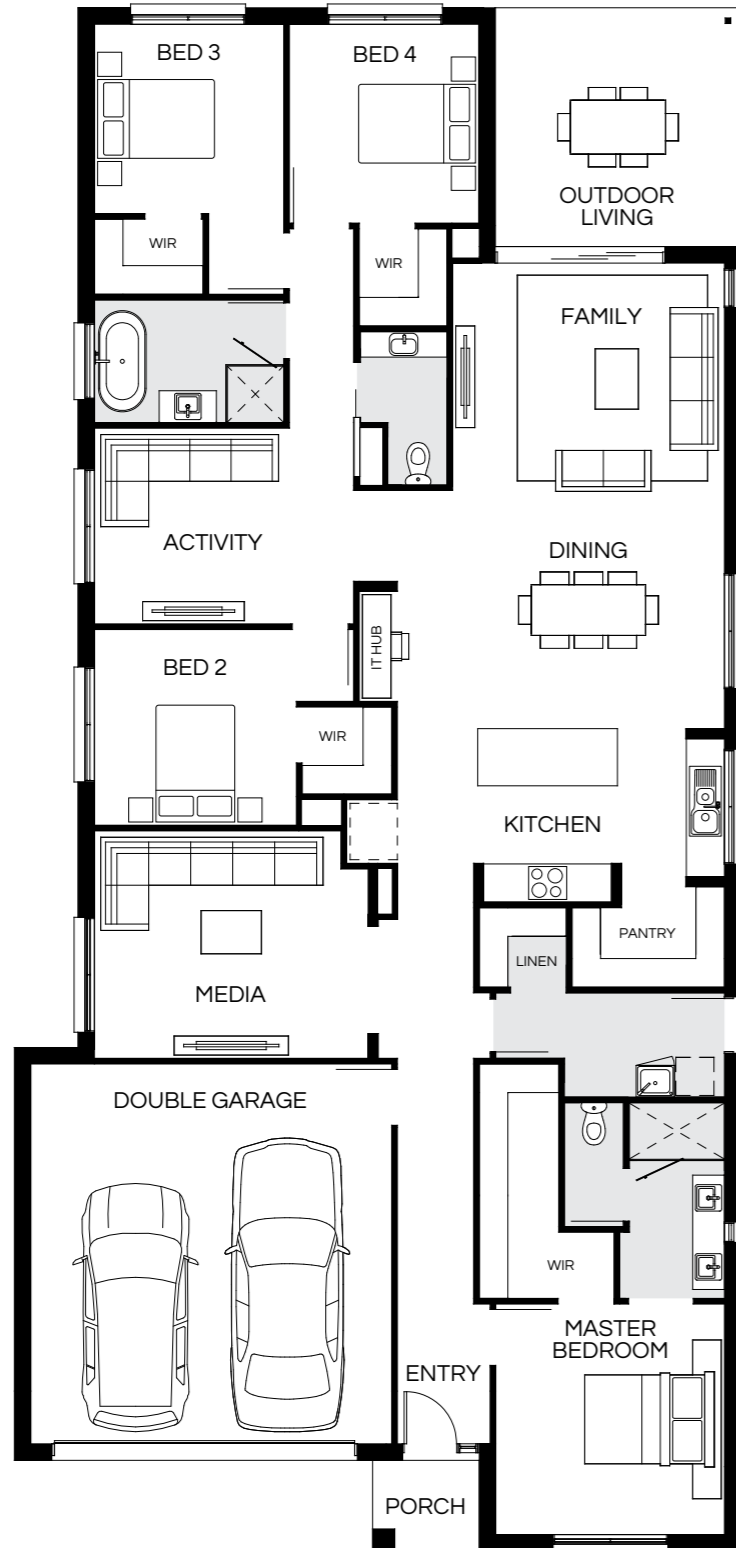 BED 3
BED 4
OUTDOOR
LIVING
WIR
WIR
FAMILY
ACTIVITY
DINING
IT HUB
BED 2
WIR
KITCHEN
PANTRY
LINEN
MEDIA
DOUBLE GARAGE
WIR
MASTER
BEDROOM
ENTRY
PORCH